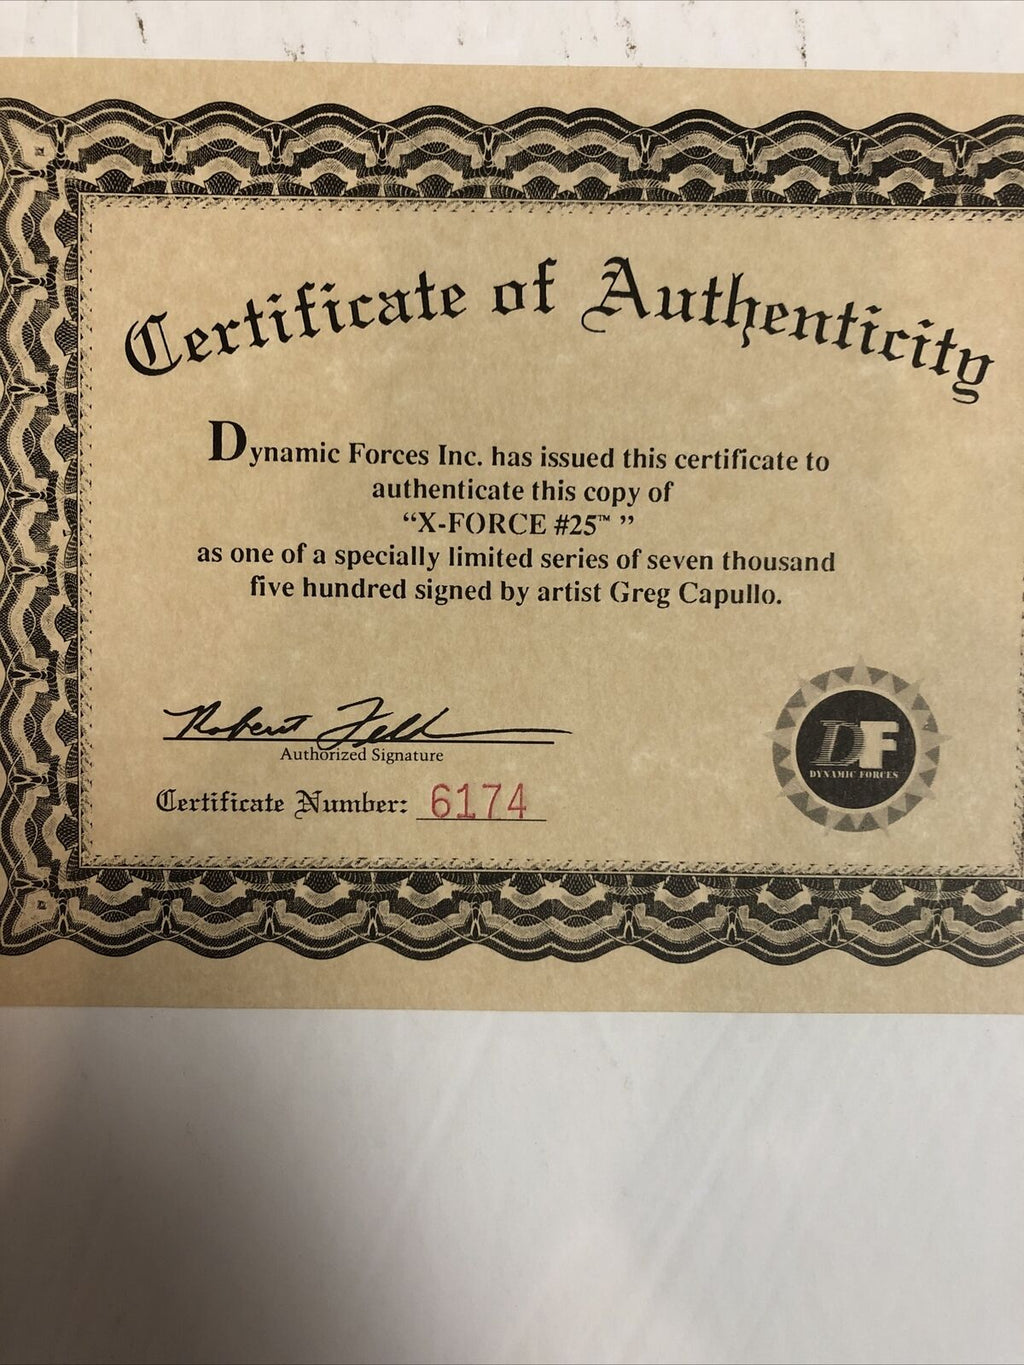 Certificate of Authenticity
Dynamic Forces Inc. has issued this certificate to
authenticate this copy of
“X-FORCE #25™ ”
as one of a specially limited series of seven thousand
five hundred signed by artist Greg Capullo.
Robert Feld
Authorized Signature
Certificate Number: 6174
DF
DYNAMIC FORCES